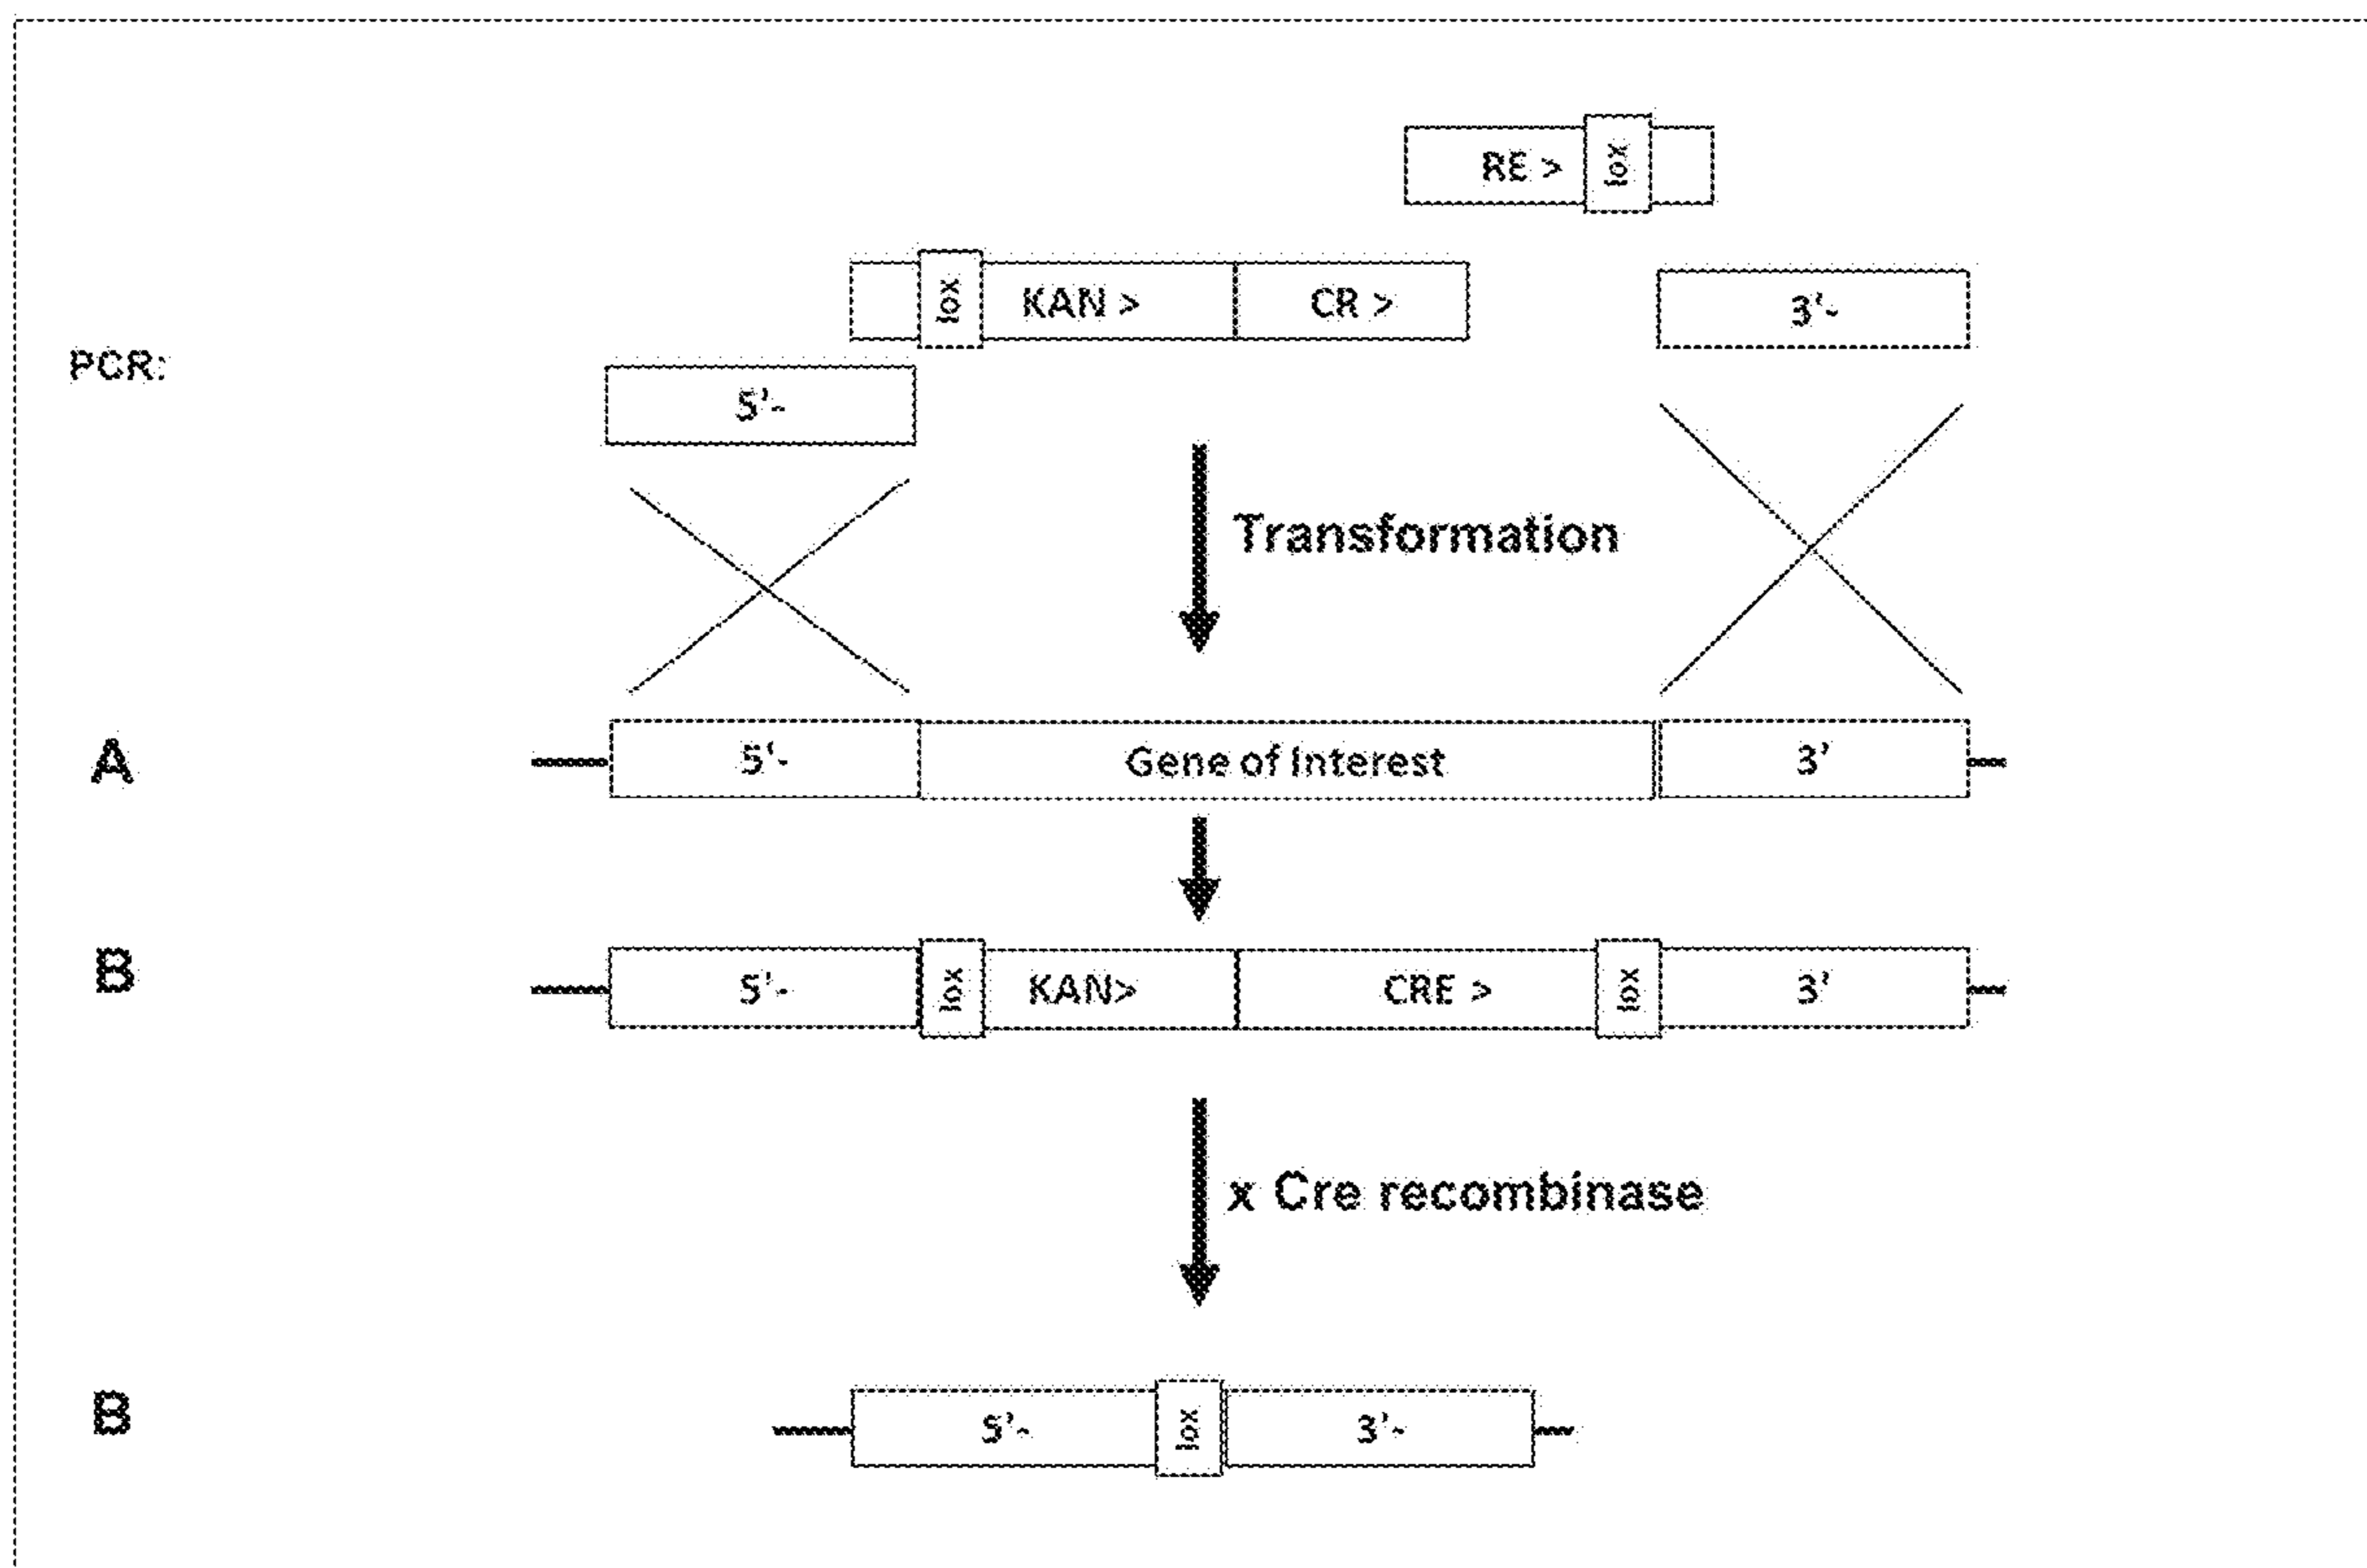 RE > lox
lox KAN > CR > 3'-
PCR:
5'-
Transformation
A 5'- Gene of Interest 3'
B 5'- lox KAN> CRE > lox 3'
x Cre recombinase
B 5'- lox 3'-